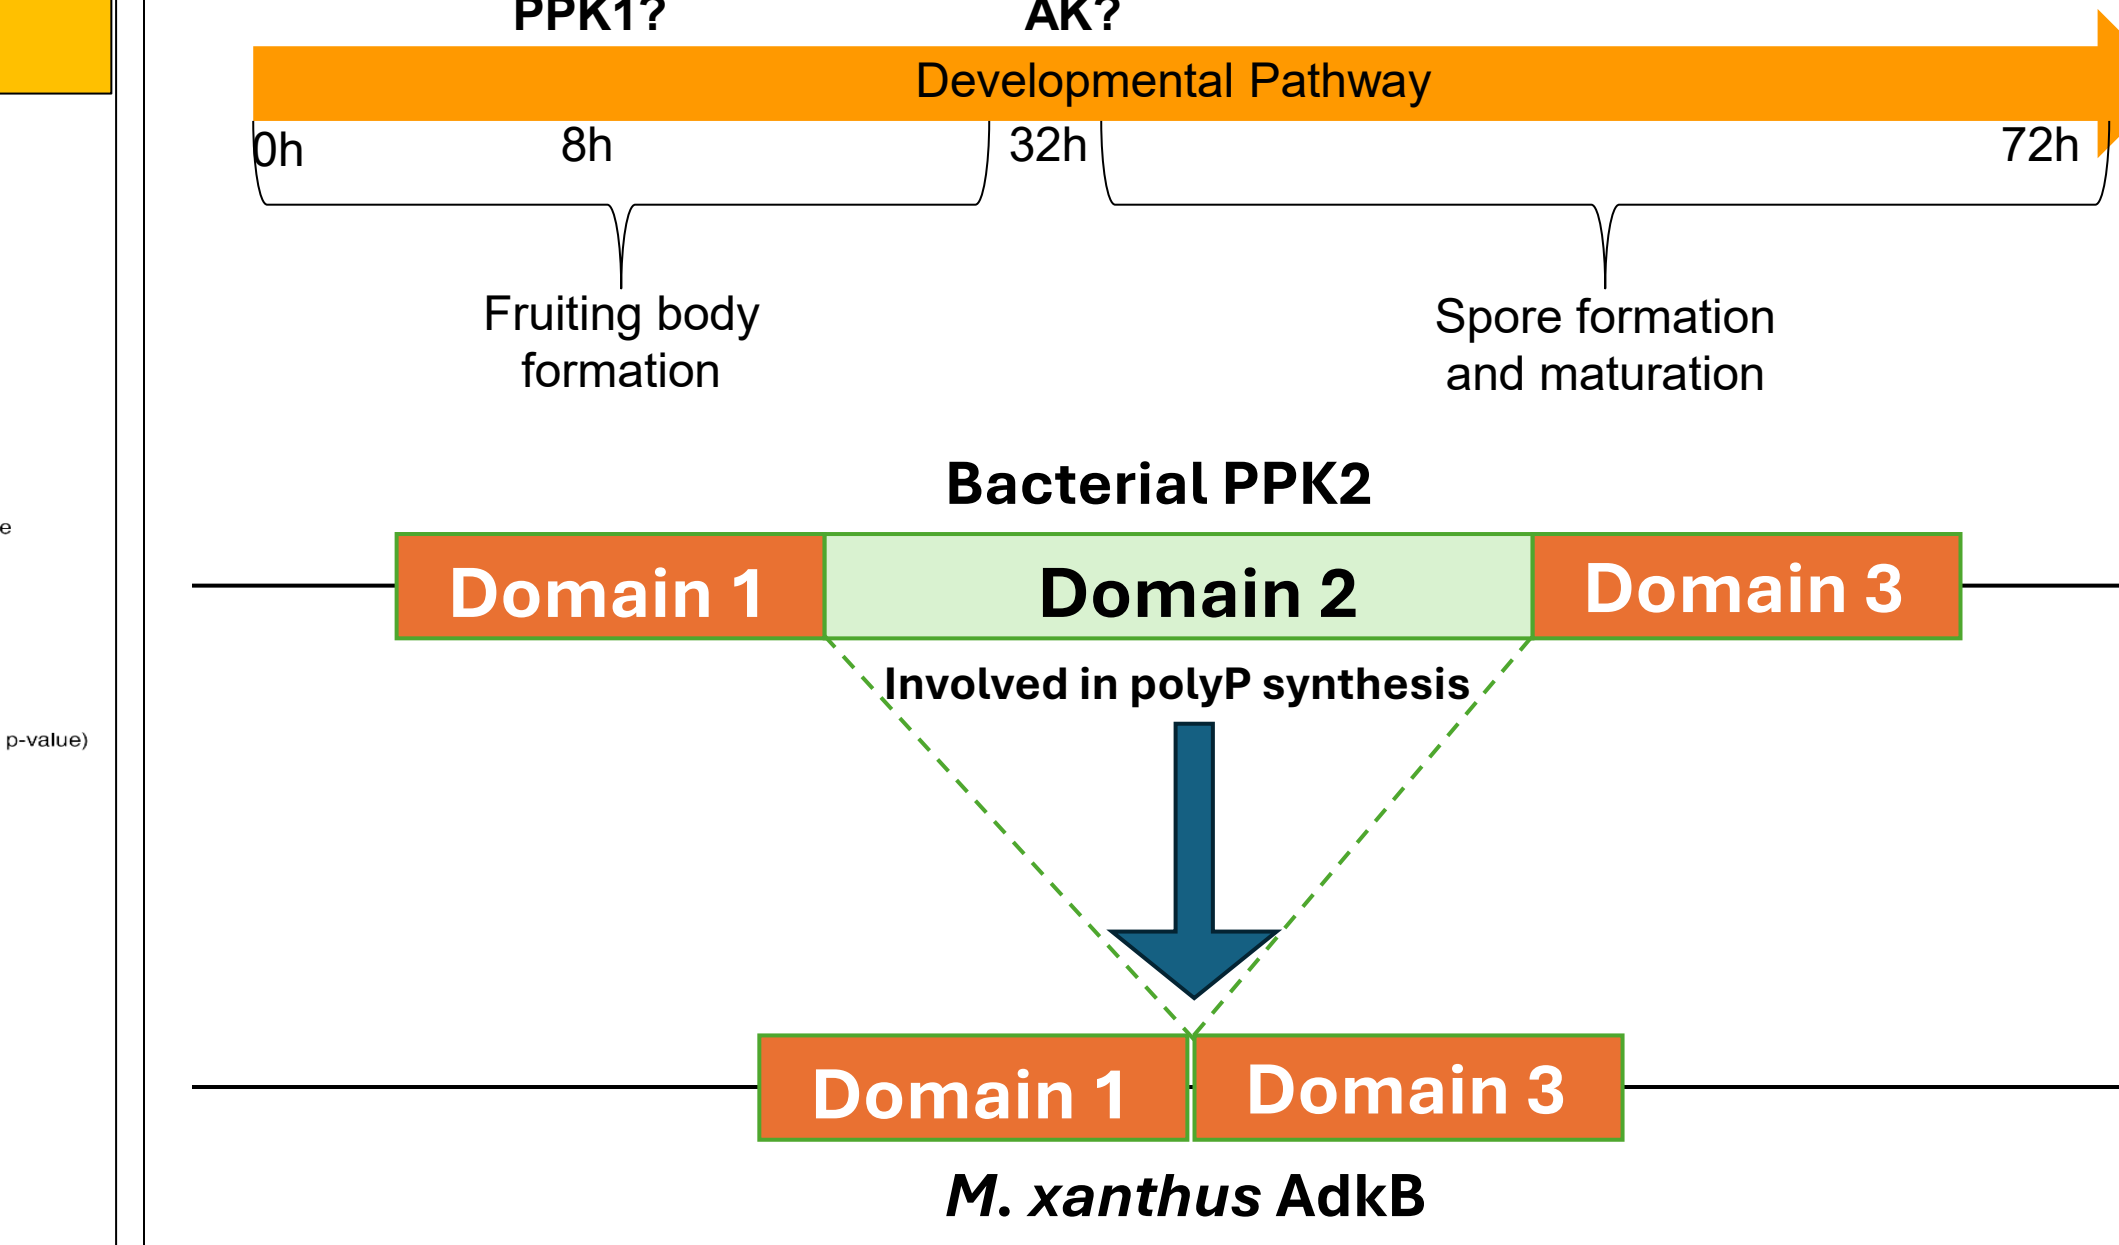 PPK1?
AK?
Developmental Pathway
0h
8h
32h
72h
Fruiting body
formation
Spore formation
and maturation
Bacterial PPK2
e
Domain 1
Domain 2
Domain 3
Involved in polyP synthesis
p-value)
Domain 1
Domain 3
M. xanthus AdkB